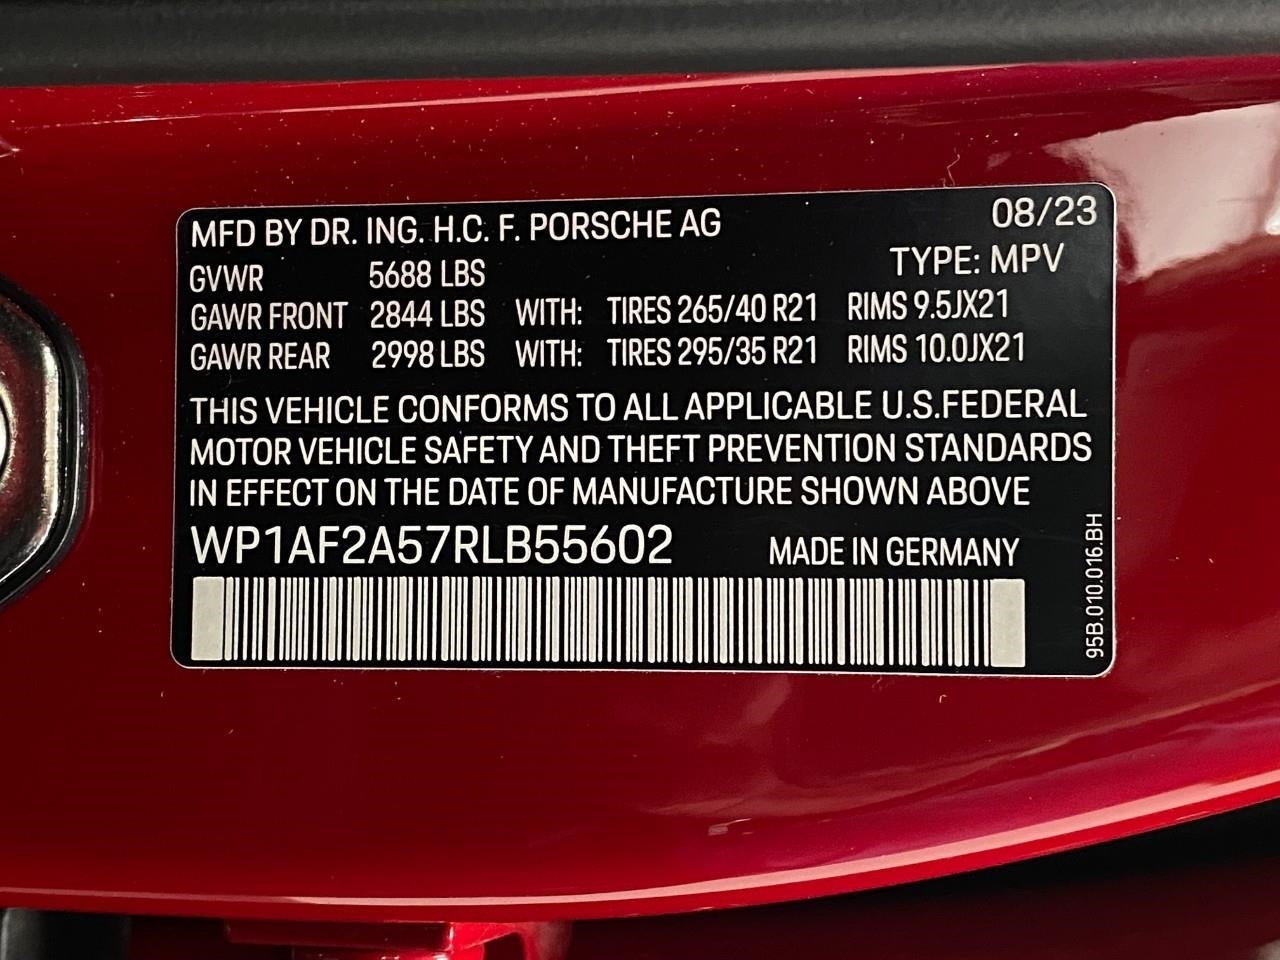 MFD BY DR. ING. H.C. F. PORSCHE AG 08/23
TYPE: MPV
GVWR 5688 LBS
GAWR FRONT 2844 LBS WITH: TIRES 265/40 R21 RIMS 9.5JX21
GAWR REAR 2998 LBS WITH: TIRES 295/35 R21 RIMS 10.0JX21
THIS VEHICLE CONFORMS TO ALL APPLICABLE U.S.FEDERAL
MOTOR VEHICLE SAFETY AND THEFT PREVENTION STANDARDS
IN EFFECT ON THE DATE OF MANUFACTURE SHOWN ABOVE
WP1AF2A57RLB55602 MADE IN GERMANY
95B.010.016.BH